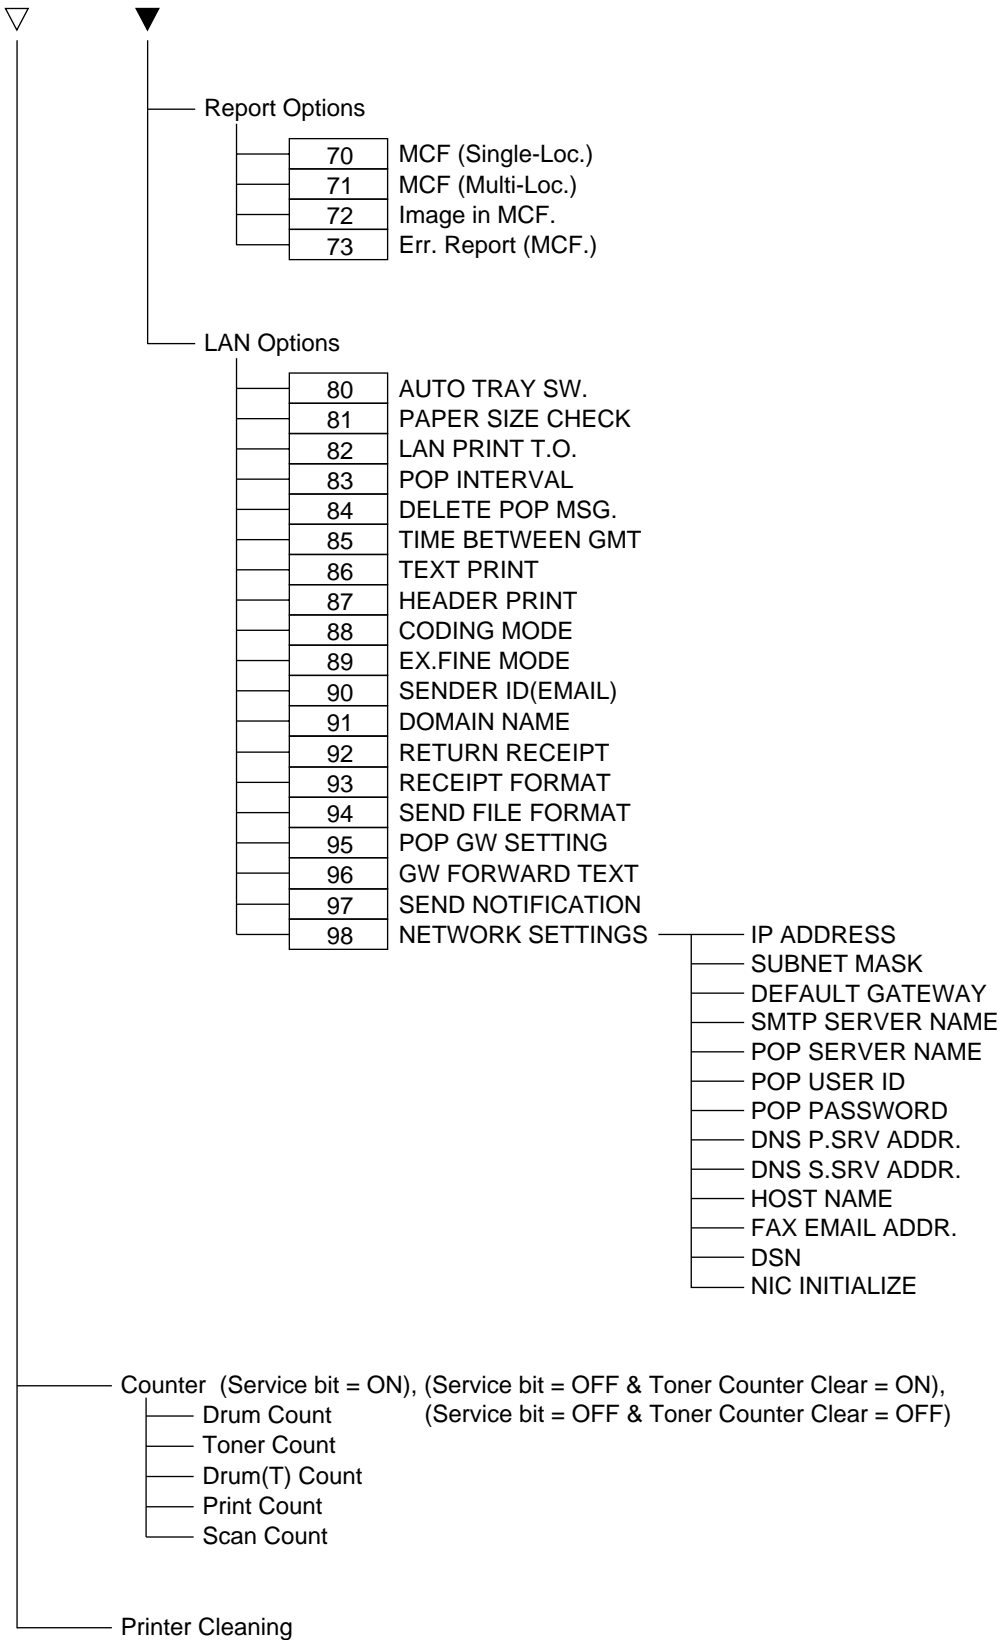 Report Options
70 MCF (Single-Loc.)
71 MCF (Multi-Loc.)
72 Image in MCF.
73 Err. Report (MCF.)
LAN Options
80 AUTO TRAY SW.
81 PAPER SIZE CHECK
82 LAN PRINT T.O.
83 POP INTERVAL
84 DELETE POP MSG.
85 TIME BETWEEN GMT
86 TEXT PRINT
87 HEADER PRINT
88 CODING MODE
89 EX.FINE MODE
90 SENDER ID(EMAIL)
91 DOMAIN NAME
92 RETURN RECEIPT
93 RECEIPT FORMAT
94 SEND FILE FORMAT
95 POP GW SETTING
96 GW FORWARD TEXT
97 SEND NOTIFICATION
98 NETWORK SETTINGS IP ADDRESS
SUBNET MASK
DEFAULT GATEWAY
SMTP SERVER NAME
POP SERVER NAME
POP USER ID
POP PASSWORD
DNS P.SRV ADDR.
DNS S.SRV ADDR.
HOST NAME
FAX EMAIL ADDR.
DSN
NIC INITIALIZE
Counter (Service bit = ON), (Service bit = OFF & Toner Counter Clear = ON),
Drum Count (Service bit = OFF & Toner Counter Clear = OFF)
Toner Count
Drum(T) Count
Print Count
Scan Count
Printer Cleaning